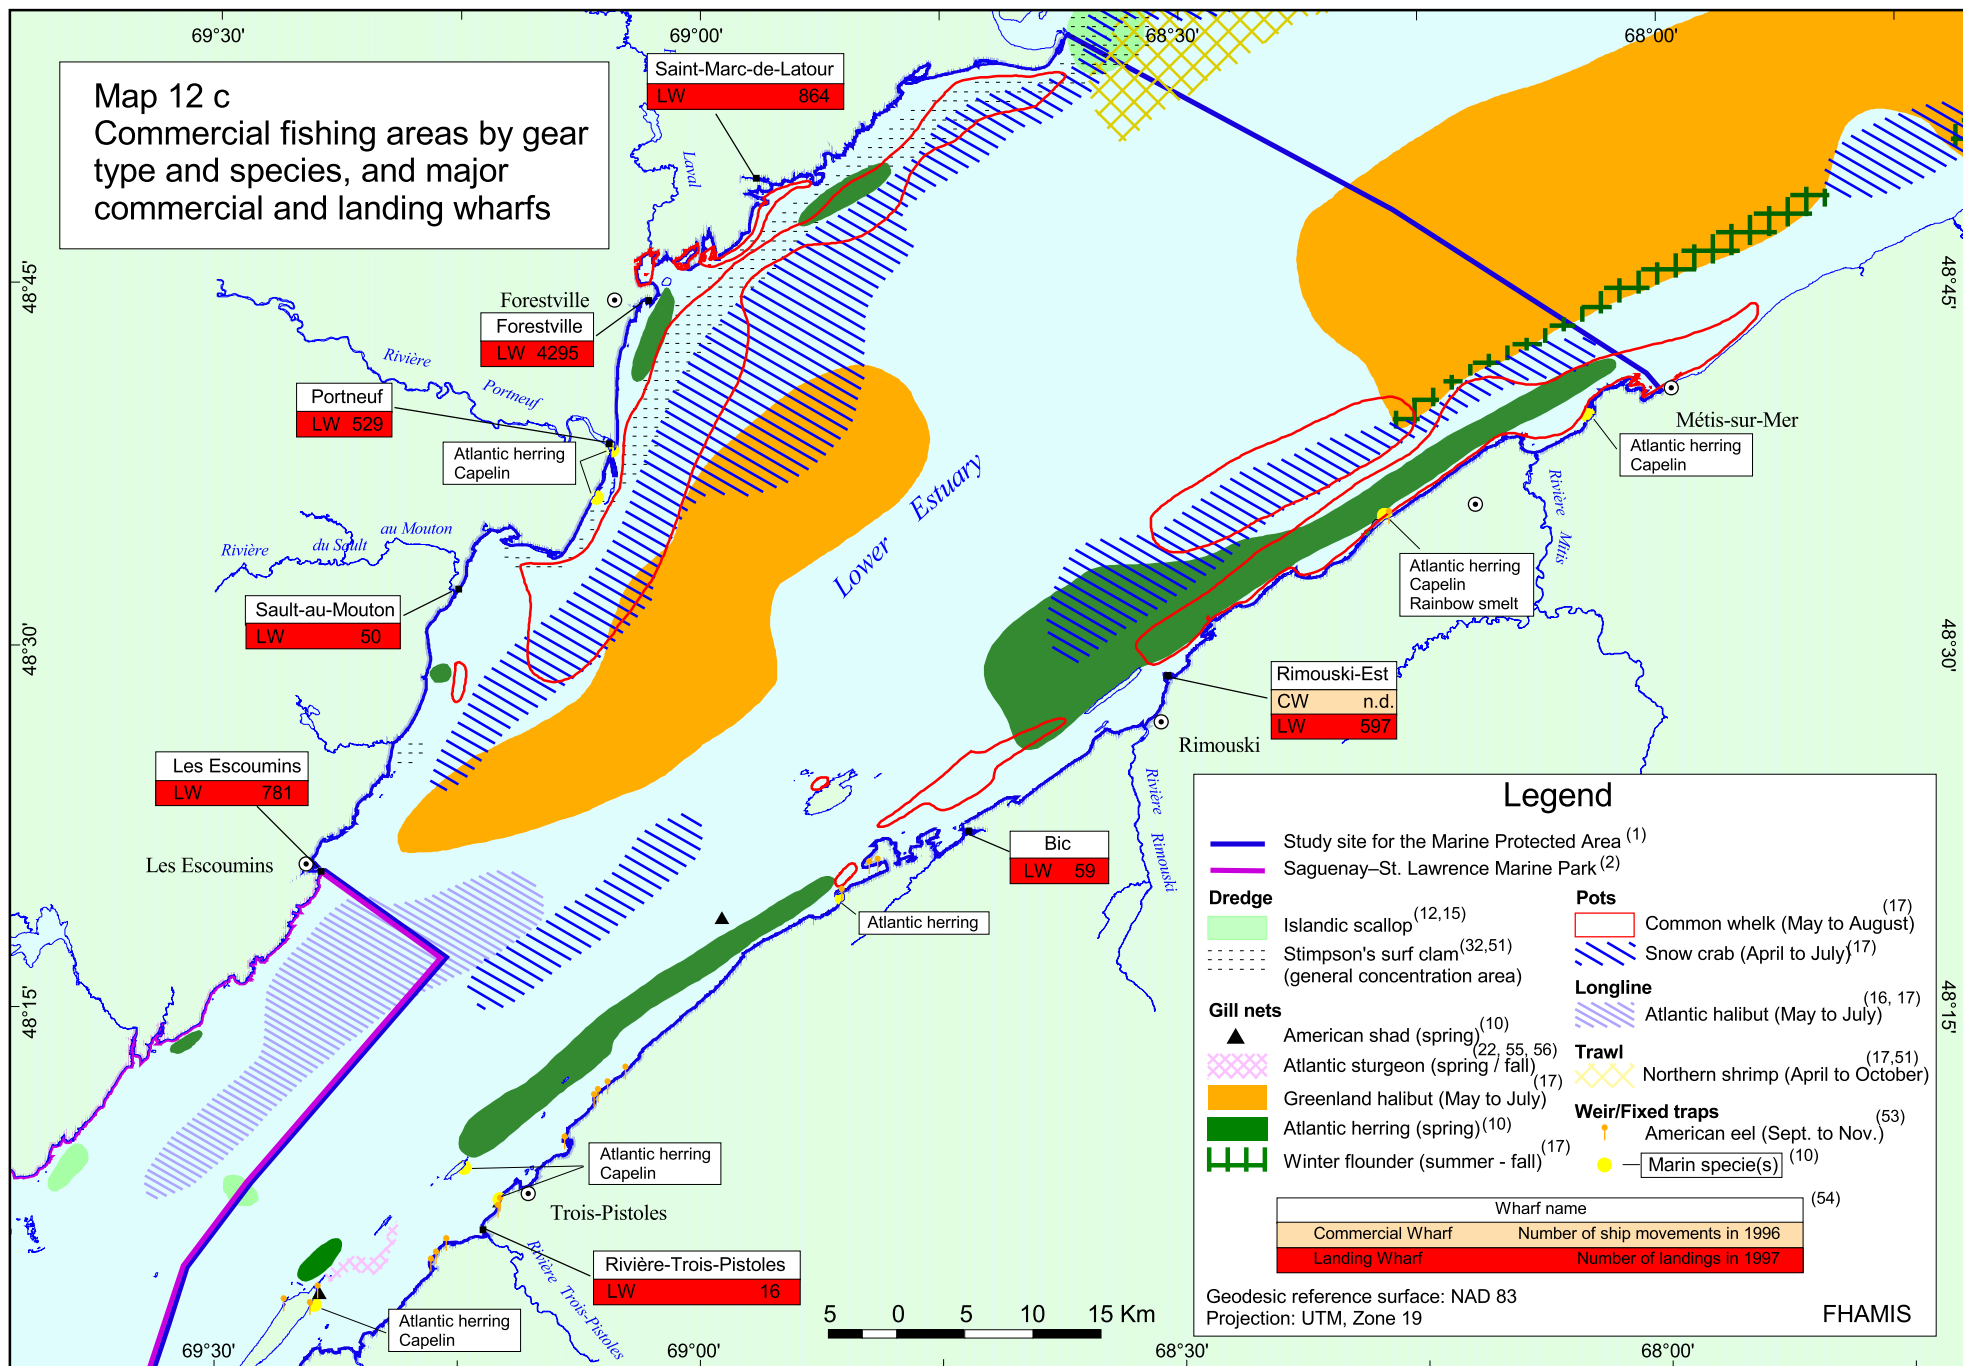 69°30'
69°00'
68°30'
68°00'
Map 12 c
Commercial fishing areas by gear
type and species, and major
commercial and landing wharfs
Saint-Marc-de-Latour
LW 864
Laval
48°45'
48°45'
Forestville
Forestville
LW 4295
Rivière
Portneuf
Portneuf
LW 529
Atlantic herring
Capelin
Métis-sur-Mer
Atlantic herring
Capelin
Lower Estuary
Rivière
du Sault
au Mouton
Rivière
Mitis
Atlantic herring
Capelin
Rainbow smelt
Sault-au-Mouton
LW 50
48°30'
48°30'
Rimouski-Est
CW n.d.
LW 597
Rimouski
Rivière
Rimouski
Les Escoumins
LW 781
Les Escoumins
Bic
LW 59
Atlantic herring
48°15'
48°15'
Atlantic herring
Capelin
Trois-Pistoles
Rivière
Trois-Pistoles
Rivière-Trois-Pistoles
LW 16
Atlantic herring
Capelin
5 0 5 10 15 Km
69°30'
69°00'
68°30'
68°00'
Legend
Study site for the Marine Protected Area (1)
Saguenay–St. Lawrence Marine Park (2)
Dredge
Islandic scallop (12,15)
Stimpson's surf clam (32,51)
(general concentration area)
Gill nets
American shad (spring) (10)
Atlantic sturgeon (spring / fall) (22, 55, 56)
Greenland halibut (May to July) (17)
Atlantic herring (spring) (10)
Winter flounder (summer - fall) (17)
Pots
Common whelk (May to August) (17)
Snow crab (April to July) (17)
Longline
Atlantic halibut (May to July) (16, 17)
Trawl
Northern shrimp (April to October) (17,51)
Weir/Fixed traps
American eel (Sept. to Nov.) (53)
Marin specie(s) (10)
Wharf name (54)
Commercial Wharf Number of ship movements in 1996
Landing Wharf Number of landings in 1997
Geodesic reference surface: NAD 83
Projection: UTM, Zone 19
FHAMIS